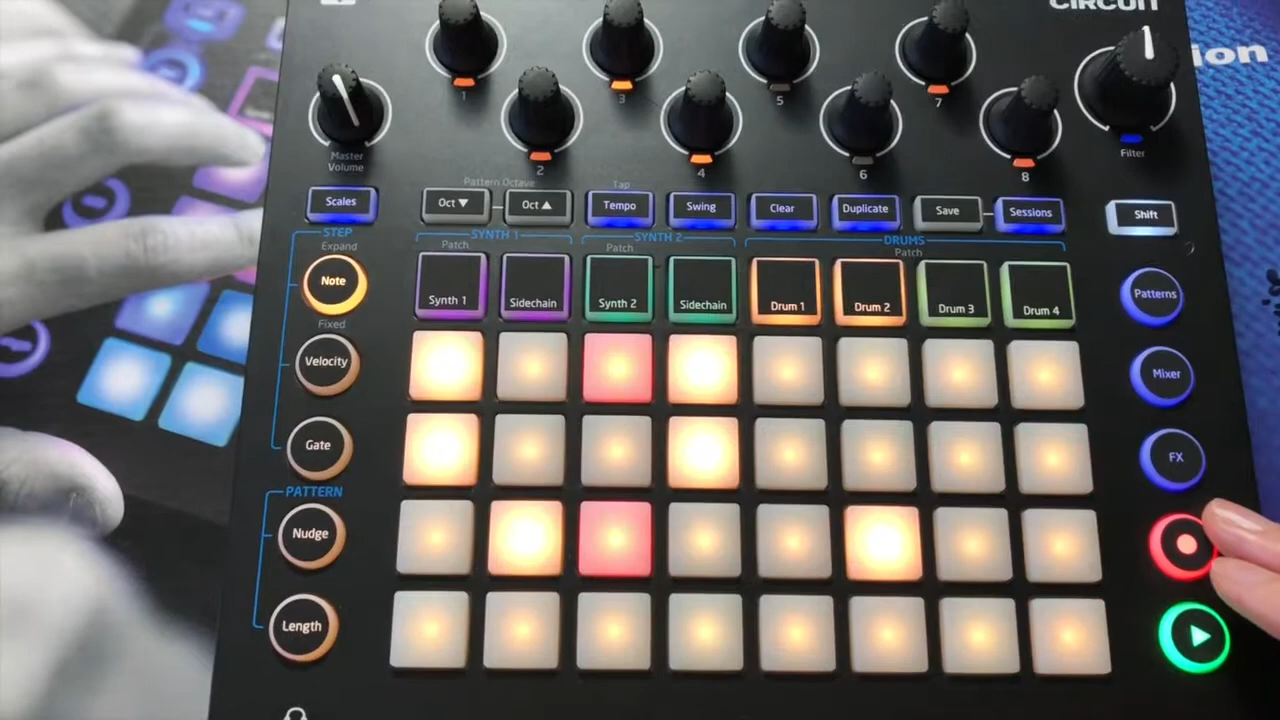 CIRCUIT
ion
1
3
5
7
2
4
6
8
Master
Volume
Filter
Pattern Octave
Tap
Scales
Oct ▼
Oct ▲
Tempo
Swing
Clear
Duplicate
Save
Sessions
Shift
STEP
SYNTH 1
SYNTH 2
DRUMS
Expand
Patch
Patch
Patch
Note
Synth 1
Sidechain
Synth 2
Sidechain
Drum 1
Drum 2
Drum 3
Drum 4
Patterns
Fixed
Velocity
Mixer
Gate
FX
PATTERN
Nudge
Length